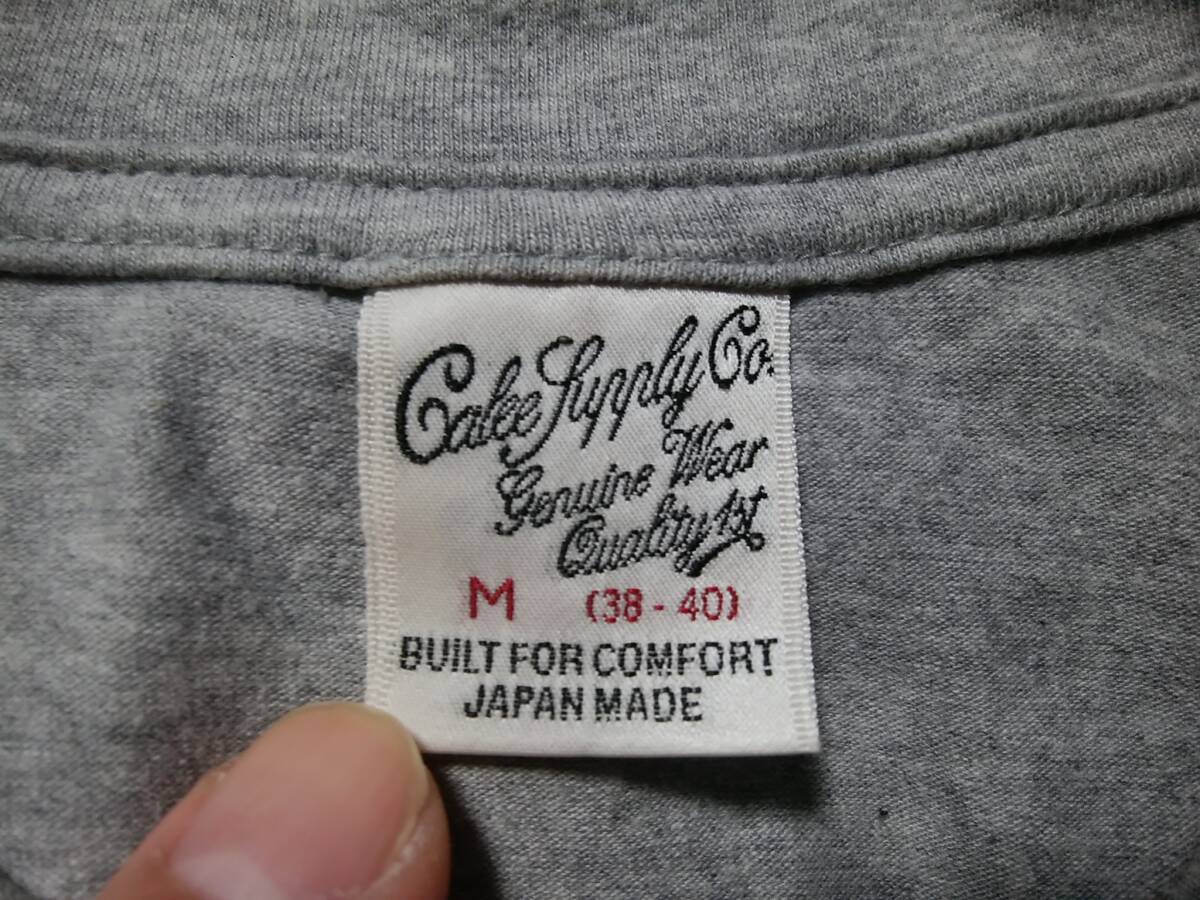 Calee Supply Co.
Genuine Wear
Quality 1st
M (38 - 40)
BUILT FOR COMFORT
JAPAN MADE